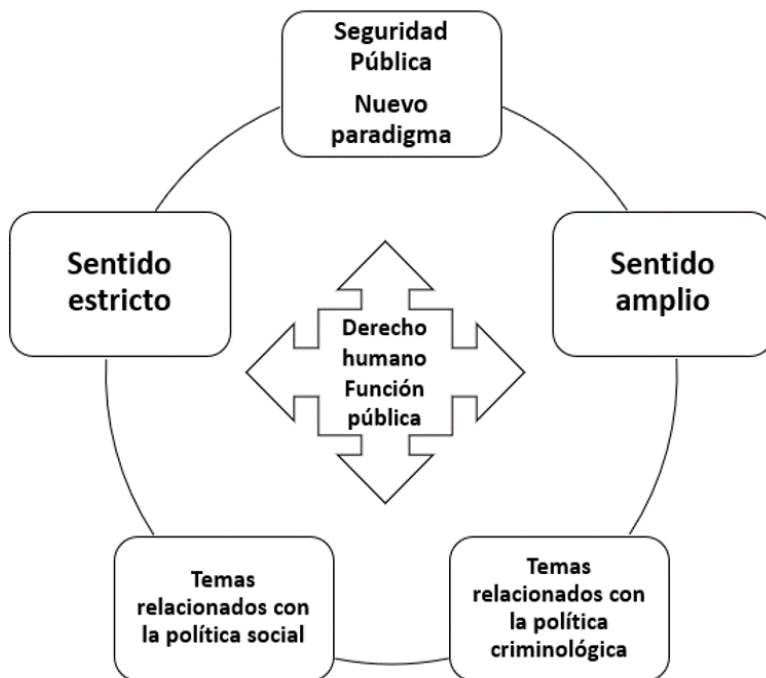 Seguridad
Pública
Nuevo
paradigma
Sentido
estricto
Sentido
amplio
Derecho
humano
Función
pública
Temas
relacionados con
la política social
Temas
relacionados con
la política
criminológica